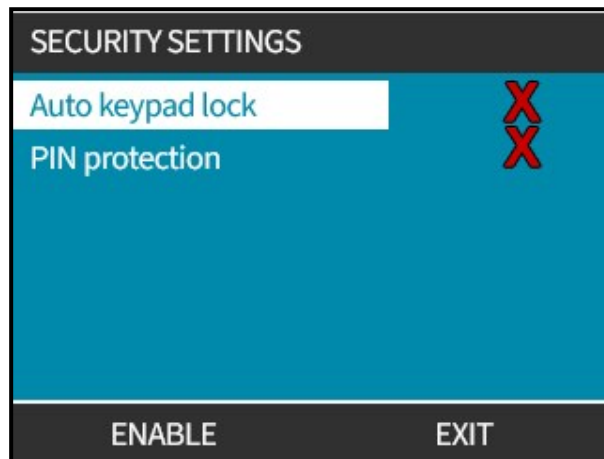 SECURITY SETTINGS
Auto keypad lock X
PIN protection X
ENABLE EXIT